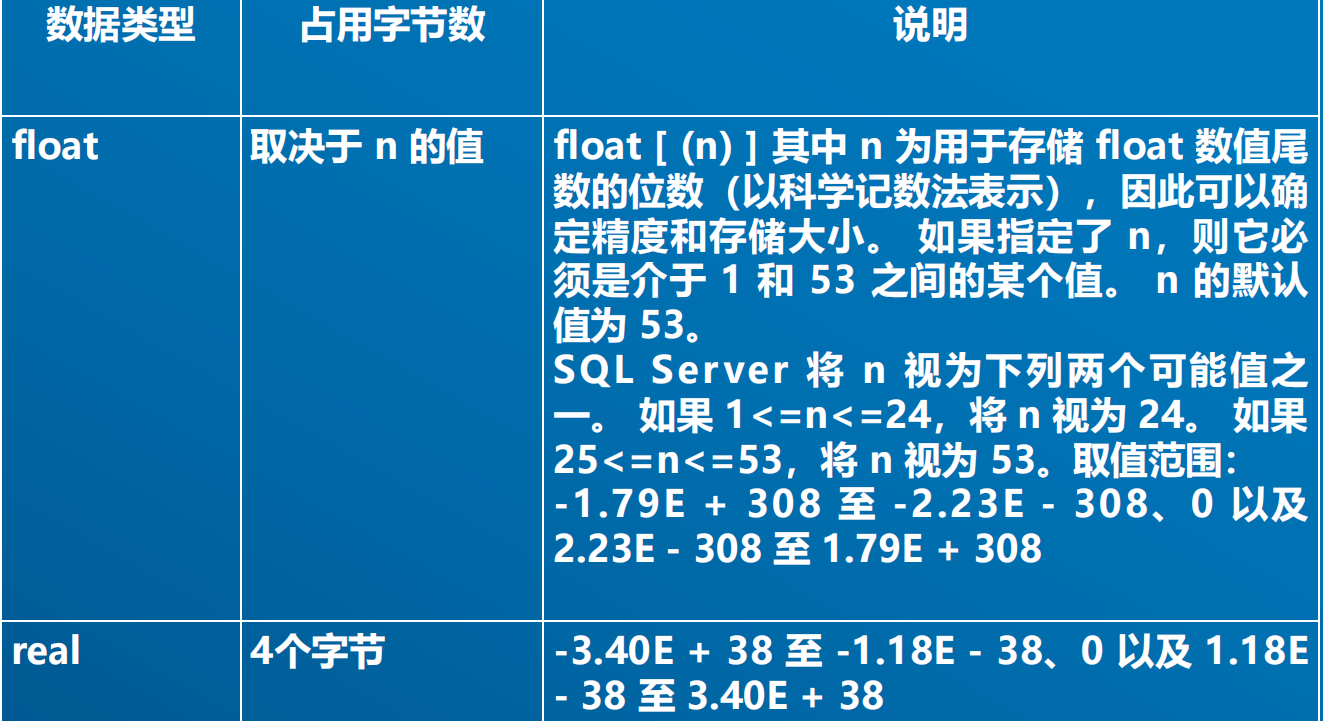 数据类型
占用字节数
说明
float
取决于 n 的值
float [ (n) ] 其中 n 为用于存储 float 数值尾
数的位数（以科学记数法表示），因此可以确
定精度和存储大小。 如果指定了 n，则它必
须是介于 1 和 53 之间的某个值。 n 的默认
值为 53。
SQL Server 将 n 视为下列两个可能值之
一。 如果 1<=n<=24，将 n 视为 24。 如果
25<=n<=53，将 n 视为 53。取值范围：
-1.79E + 308 至 -2.23E - 308、0 以及
2.23E - 308 至 1.79E + 308
real
4个字节
-3.40E + 38 至 -1.18E - 38、0 以及 1.18E
- 38 至 3.40E + 38